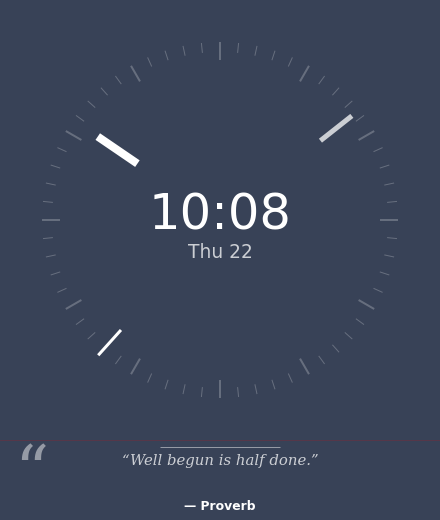 10:08
Thu 22
“
“Well begun is half done.”
— Proverb